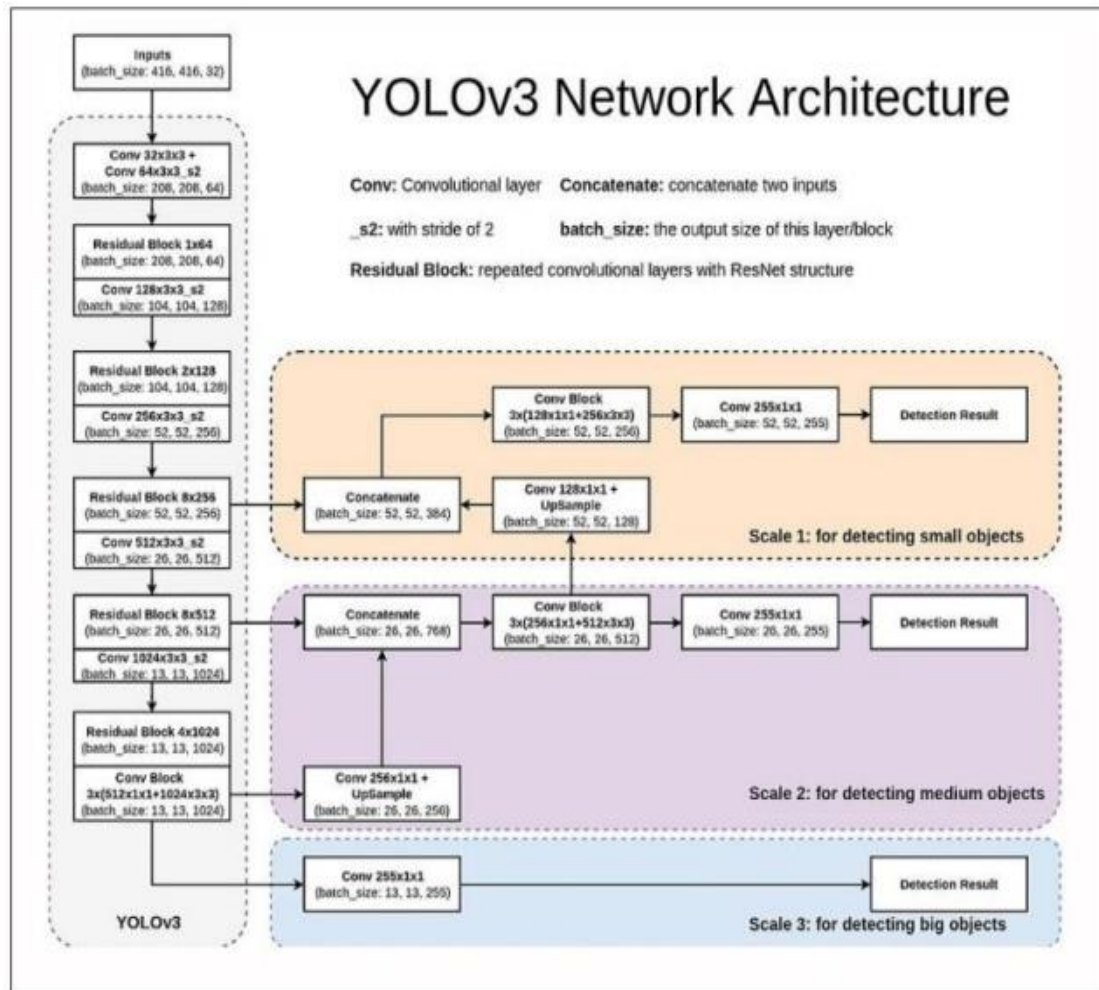 Inputs
(batch_size: 416, 416, 32)
YOLOv3 Network Architecture
Conv: Convolutional layer Concatenate: concatenate two inputs
_s2: with stride of 2 batch_size: the output size of this layer/block
Residual Block: repeated convolutional layers with ResNet structure
Conv 32x3x3 +
Conv 64x3x3_s2
(batch_size: 208, 208, 64)
Residual Block 1x64
(batch_size: 208, 208, 64)
Conv 128x3x3_s2
(batch_size: 104, 104, 128)
Residual Block 2x128
(batch_size: 104, 104, 128)
Conv 256x3x3_s2
(batch_size: 52, 52, 256)
Residual Block 8x256
(batch_size: 52, 52, 256)
Conv 512x3x3_s2
(batch_size: 26, 26, 512)
Residual Block 8x512
(batch_size: 26, 26, 512)
Conv 1024x3x3_s2
(batch_size: 13, 13, 1024)
Residual Block 4x1024
(batch_size: 13, 13, 1024)
Conv Block
3x(512x1x1+1024x3x3)
(batch_size: 13, 13, 1024)
YOLOv3
Conv Block
3x(128x1x1+256x3x3)
(batch_size: 52, 52, 256)
Conv 255x1x1
(batch_size: 52, 52, 255)
Detection Result
Concatenate
(batch_size: 52, 52, 384)
Conv 128x1x1 +
UpSample
(batch_size: 52, 52, 128)
Scale 1: for detecting small objects
Concatenate
(batch_size: 26, 26, 768)
Conv Block
3x(256x1x1+512x3x3)
(batch_size: 26, 26, 512)
Conv 255x1x1
(batch_size: 26, 26, 255)
Detection Result
Conv 256x1x1 +
UpSample
(batch_size: 26, 26, 256)
Scale 2: for detecting medium objects
Conv 255x1x1
(batch_size: 13, 13, 255)
Detection Result
Scale 3: for detecting big objects